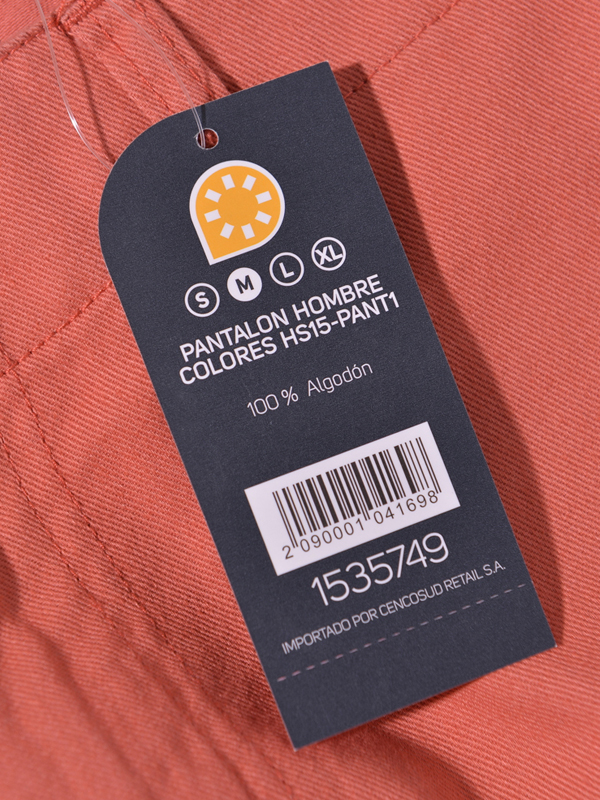 S M L XL
PANTALON HOMBRE
COLORES HS15-PANT1
100 % Algodón
2 090001 041698
1535749
IMPORTADO POR CENCOSUD RETAIL S.A.